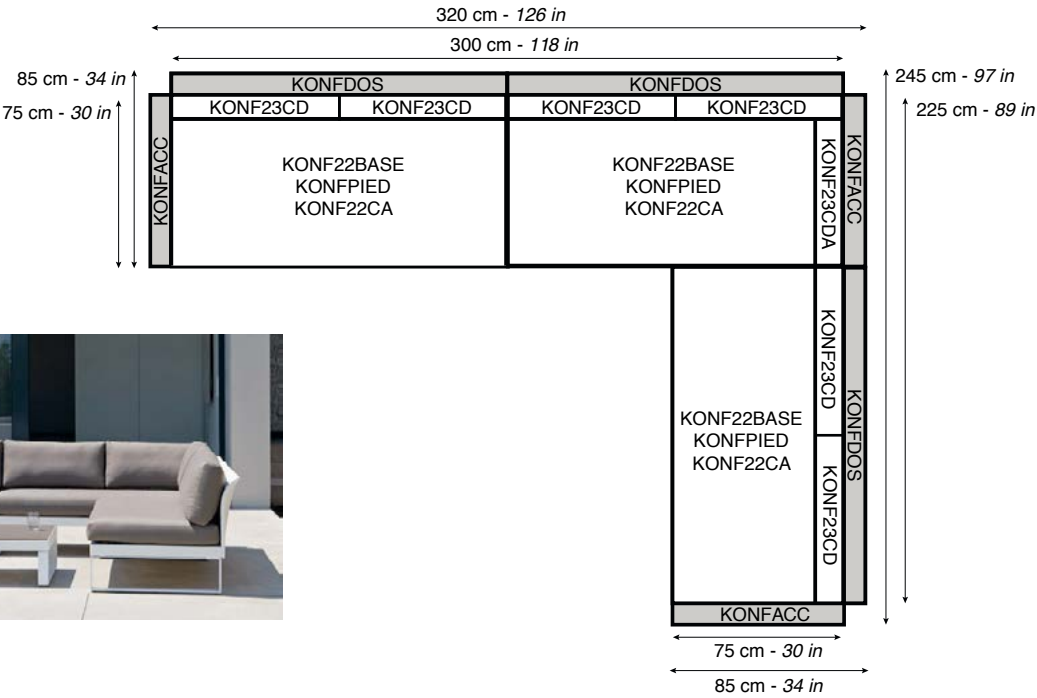 320 cm - 126 in
300 cm - 118 in
85 cm - 34 in
75 cm - 30 in
245 cm - 97 in
225 cm - 89 in
KONFDOS
KONFDOS
KONF23CD
KONF23CD
KONF23CD
KONF23CD
KONFACC
KONF22BASE
KONFPIED
KONF22CA
KONF22BASE
KONFPIED
KONF22CA
KONF23CDA
KONFACC
KONF22BASE
KONFPIED
KONF22CA
KONF23CD
KONF23CD
KONFDOS
KONFACC
75 cm - 30 in
85 cm - 34 in